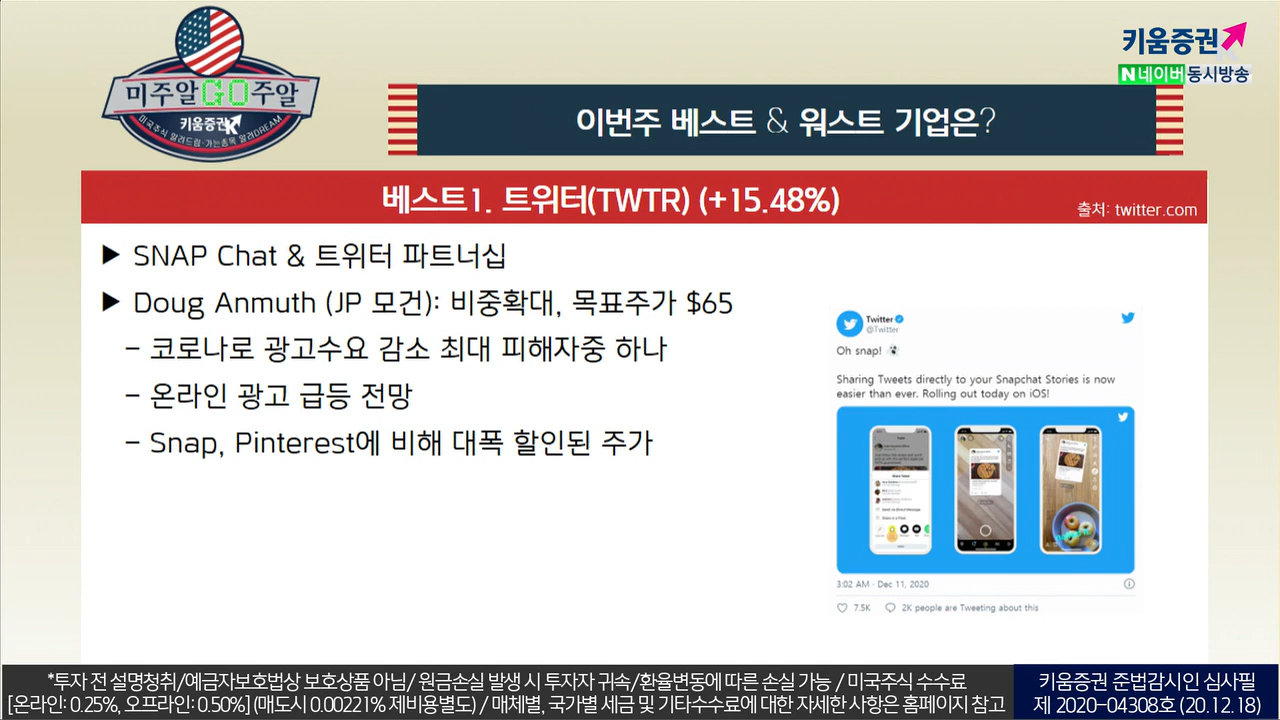 미주알GO주알
키움증권
미국주식 알려드림·가는종목 알려DREAM
키움증권
N 네이버 동시방송
이번주 베스트 & 워스트 기업은?
베스트1. 트위터(TWTR) (+15.48%)
출처: twitter.com
▶ SNAP Chat & 트위터 파트너십
▶ Doug Anmuth (JP 모건): 비중확대, 목표주가 $65
- 코로나로 광고수요 감소 최대 피해자중 하나
- 온라인 광고 급등 전망
- Snap, Pinterest에 비해 대폭 할인된 주가
Twitter
@Twitter
Oh snap!
Sharing Tweets directly to your Snapchat Stories is now
easier than ever. Rolling out today on iOS!
3:02 AM · Dec 11, 2020
7.5K 2K people are Tweeting about this
*투자 전 설명청취/예금자보호법상 보호상품 아님/ 원금손실 발생 시 투자자 귀속/환율변동에 따른 손실 가능 / 미국주식 수수료
[온라인: 0.25%, 오프라인: 0.50%] (매도시 0.00221% 제비용별도) / 매체별, 국가별 세금 및 기타수수료에 대한 자세한 사항은 홈페이지 참고
키움증권 준법감시인 심사필
제 2020-04308호 (20.12.18)